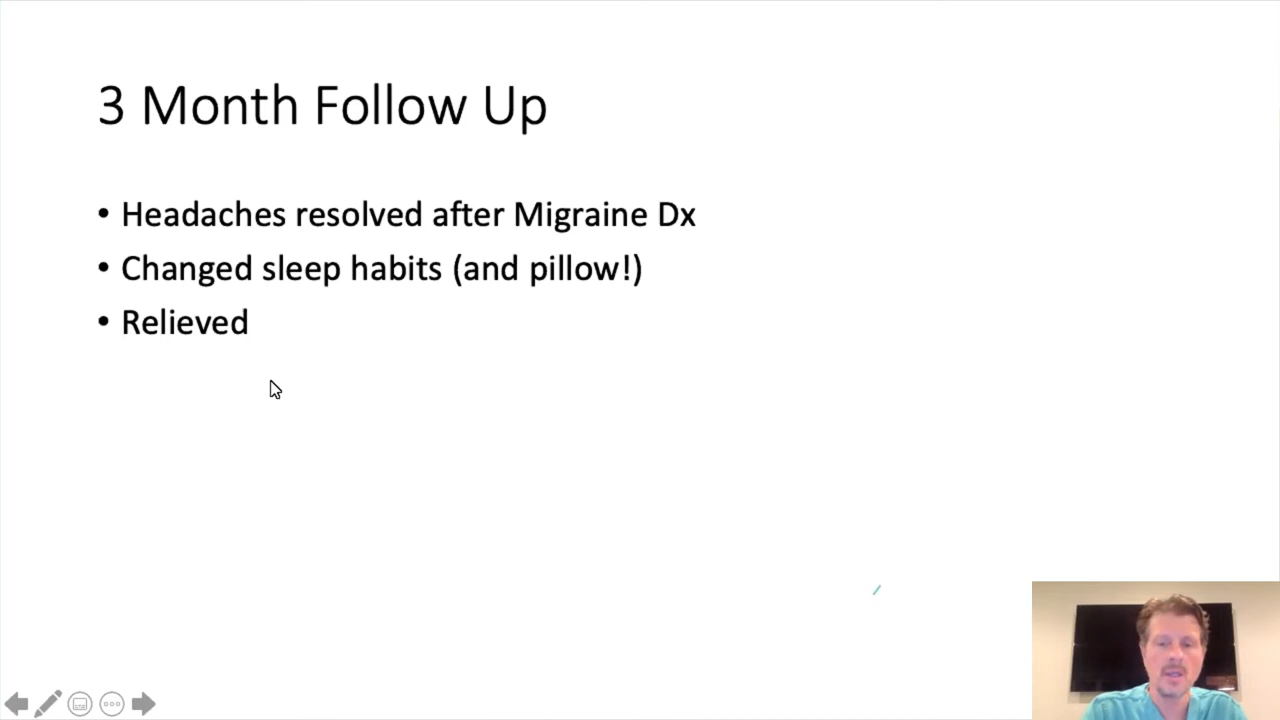 3 Month Follow Up
• Headaches resolved after Migraine Dx
• Changed sleep habits (and pillow!)
• Relieved